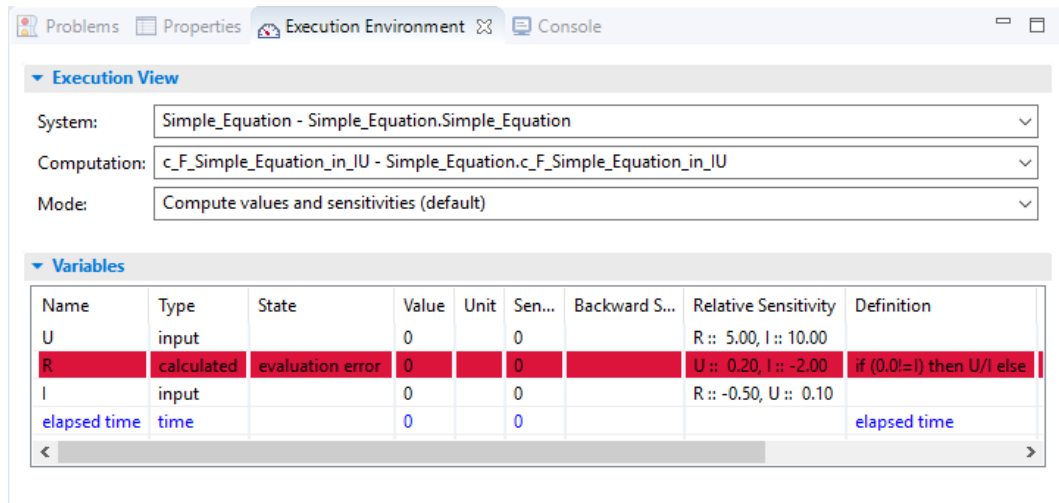 Problems Properties Execution Environment Console
Execution View
System: Simple_Equation - Simple_Equation.Simple_Equation
Computation: c_F_Simple_Equation_in_IU - Simple_Equation.c_F_Simple_Equation_in_IU
Mode: Compute values and sensitivities (default)
Variables
Name Type State Value Unit Sen... Backward S... Relative Sensitivity Definition
U input 0 0 R :: 5.00, I :: 10.00
R calculated evaluation error 0 0 U :: 0.20, I :: -2.00 if (0.0!=I) then U/I else
I input 0 0 R :: -0.50, U :: 0.10
elapsed time time 0 0 elapsed time